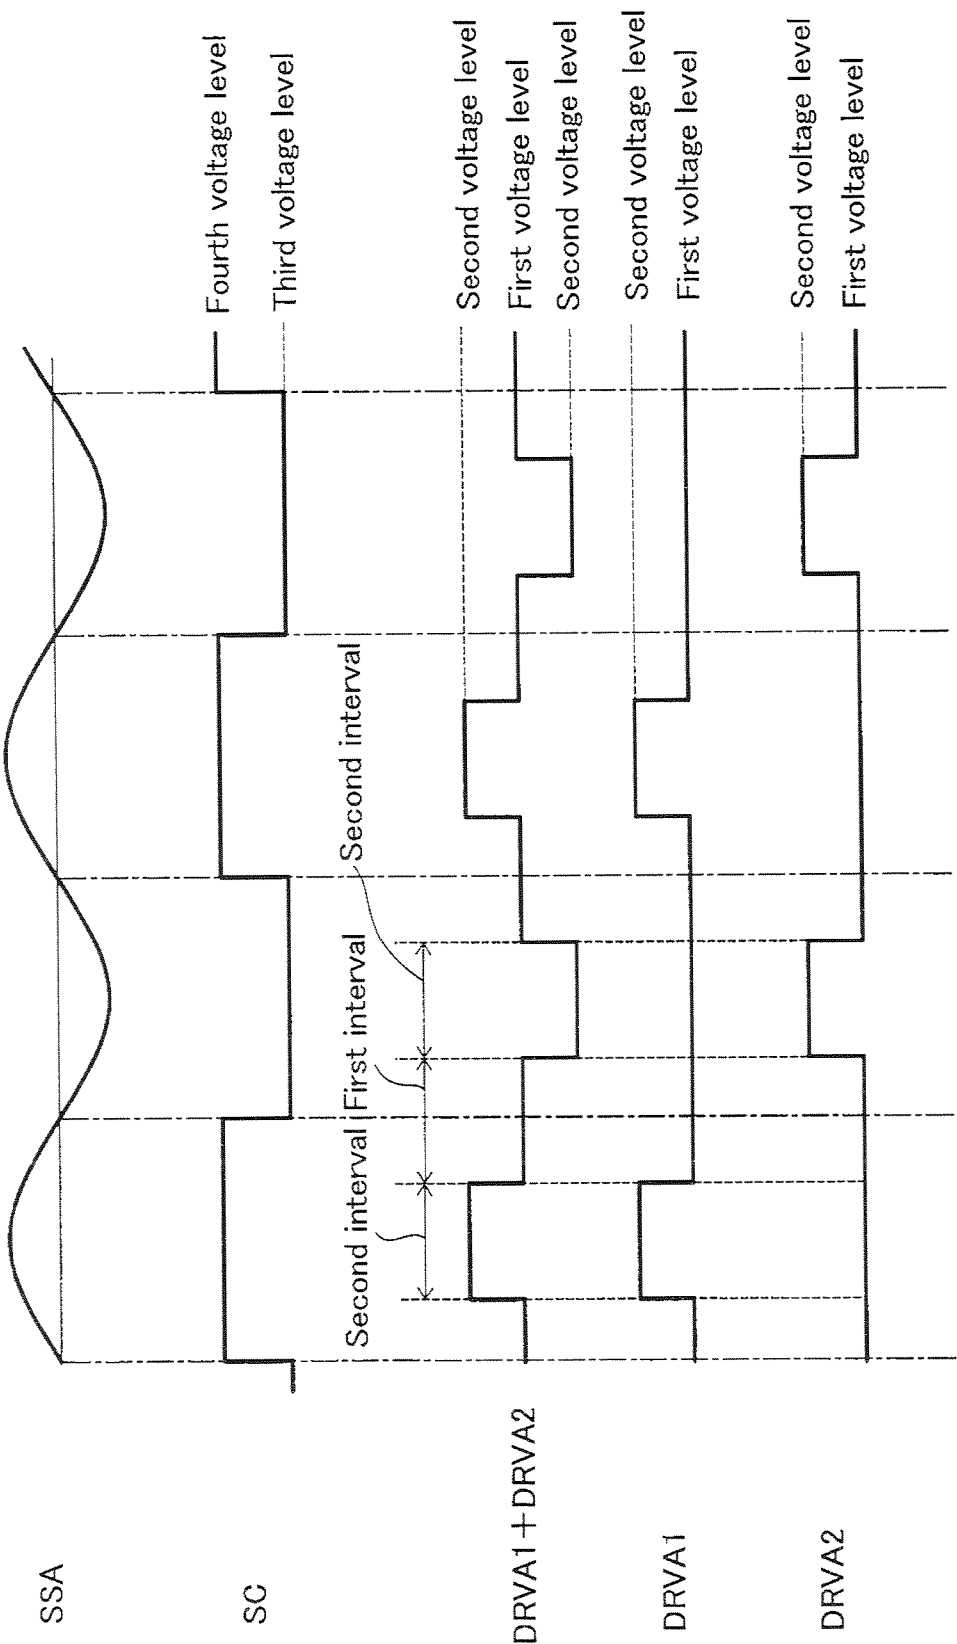 SSA
SC
Fourth voltage level
Third voltage level
Second interval
First interval
Second interval
DRVA1+DRVA2
Second voltage level
First voltage level
Second voltage level
DRVA1
Second voltage level
First voltage level
DRVA2
Second voltage level
First voltage level